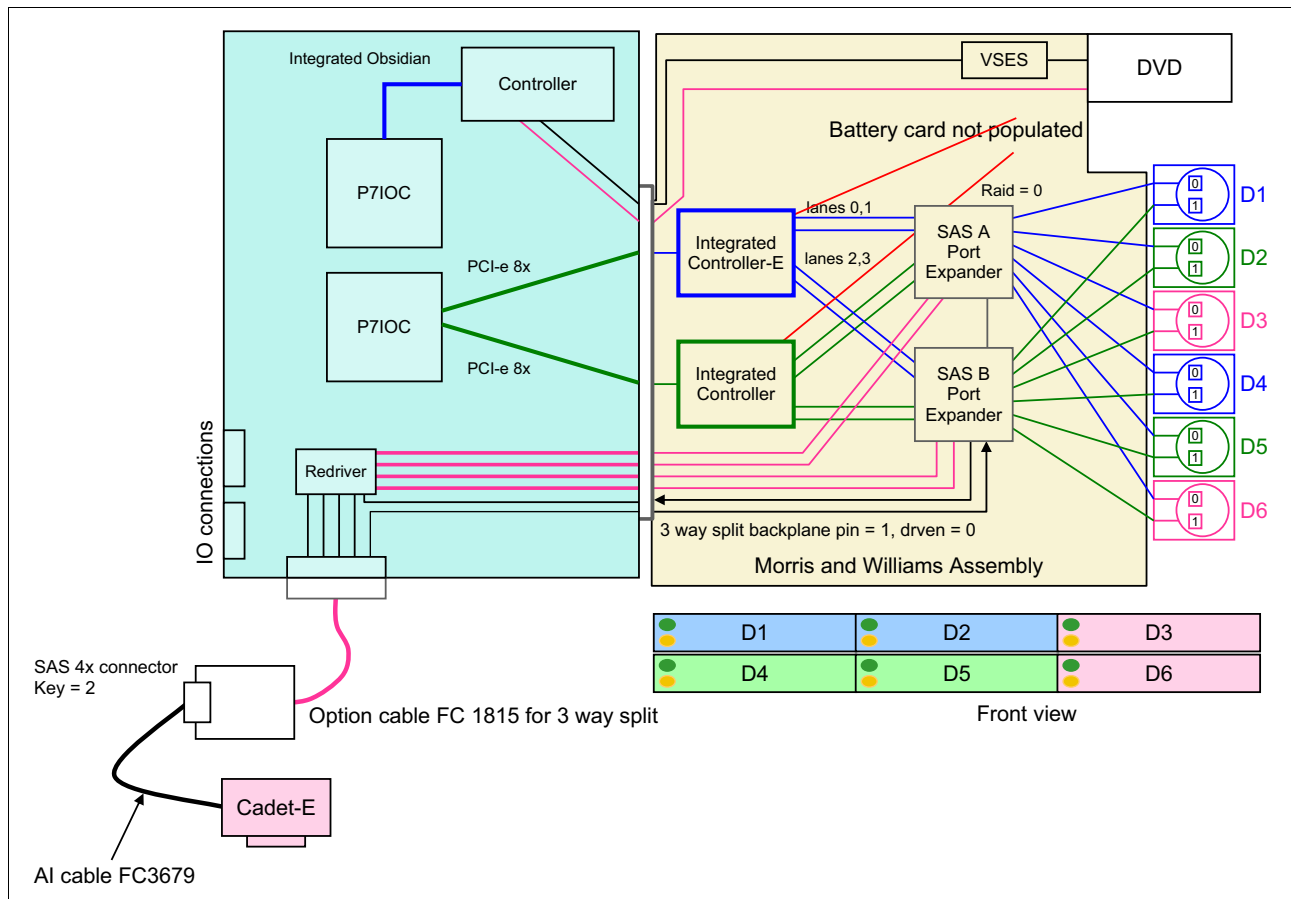 Integrated Obsidian
Controller
VSES
DVD
Battery card not populated
P7IOC
Raid = 0
lanes 0,1
Integrated
Controller-E
lanes 2,3
SAS A
Port
Expander
PCI-e 8x
P7IOC
PCI-e 8x
Integrated
Controller
SAS B
Port
Expander
0
1
D1
0
1
D2
0
1
D3
0
1
D4
0
1
D5
0
1
D6
IO connections
Redriver
3 way split backplane pin = 1, drven = 0
Morris and Williams Assembly
D1
D2
D3
D4
D5
D6
Front view
SAS 4x connector
Key = 2
Option cable FC 1815 for 3 way split
Cadet-E
AI cable FC3679